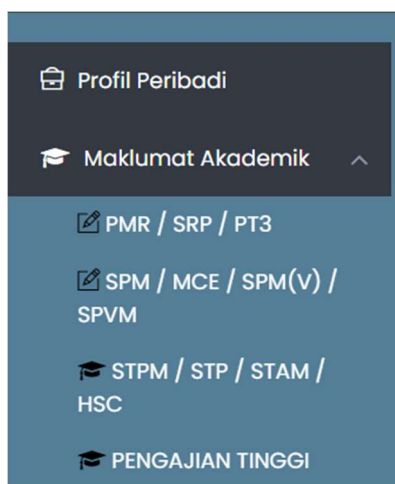 Profil Peribadi
Maklumat Akademik
PMR / SRP / PT3
SPM / MCE / SPM(V) /
SPVM
STPM / STP / STAM /
HSC
PENGAJIAN TINGGI